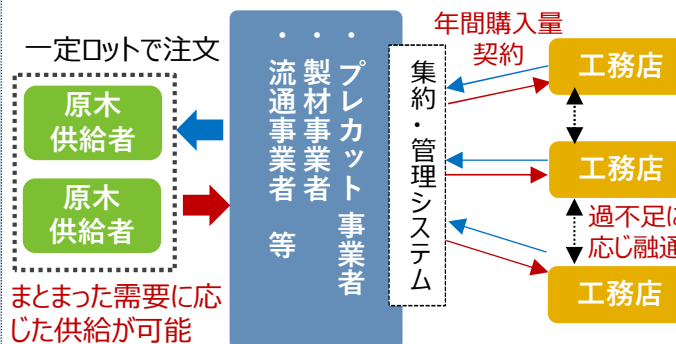 一定ロットで注文
原木
供給者
原木
供給者
まとまった需要に応
じた供給が可能
・プレカット事業者
・製材事業者
・流通事業者 等
集約・管理システム
年間購入量
契約
工務店
工務店
過不足に
応じ融通
工務店